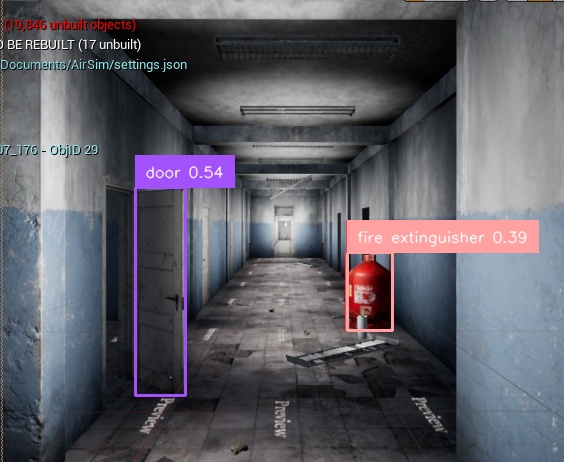 (19,846 unbuilt objects)
O BE REBUILT (17 unbuilt)
Documents/AirSim/settings.json
07_176 - ObjID 29
door 0.54
fire extinguisher 0.39
Preview
Preview
Preview